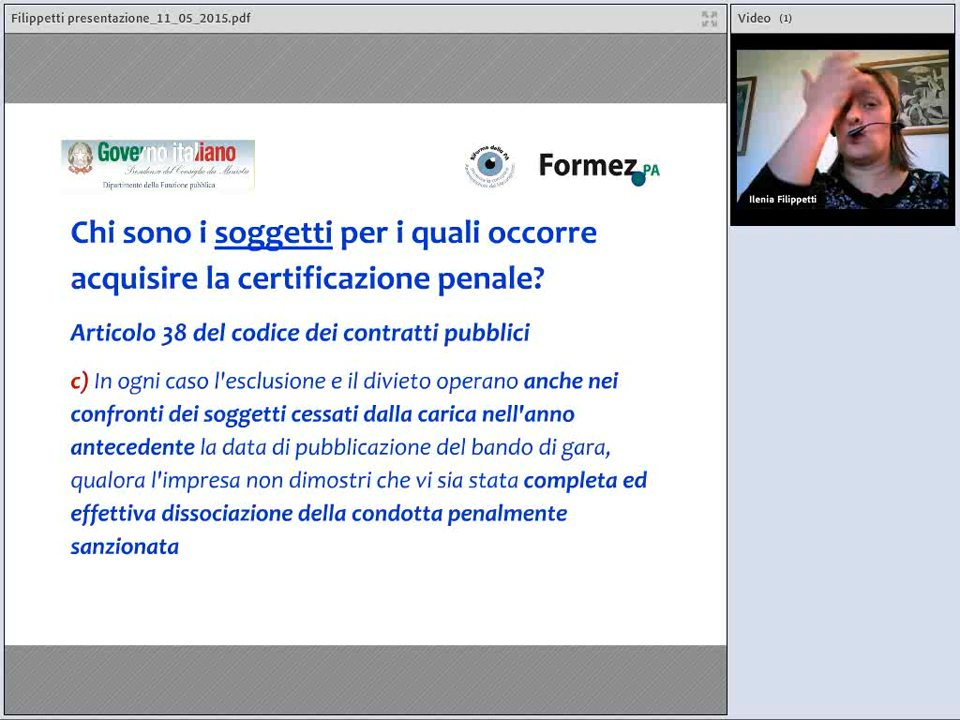 Filippetti presentazione_11_05_2015.pdf
Video (1)
Ilenia Filippetti
Governo italiano
Presidenza del Consiglio dei Ministri
Dipartimento della Funzione pubblica
Riforma della PA
Formez PA
Chi sono i soggetti per i quali occorre
acquisire la certificazione penale?
Articolo 38 del codice dei contratti pubblici
c) In ogni caso l'esclusione e il divieto operano anche nei
confronti dei soggetti cessati dalla carica nell'anno
antecedente la data di pubblicazione del bando di gara,
qualora l'impresa non dimostri che vi sia stata completa ed
effettiva dissociazione della condotta penalmente
sanzionata